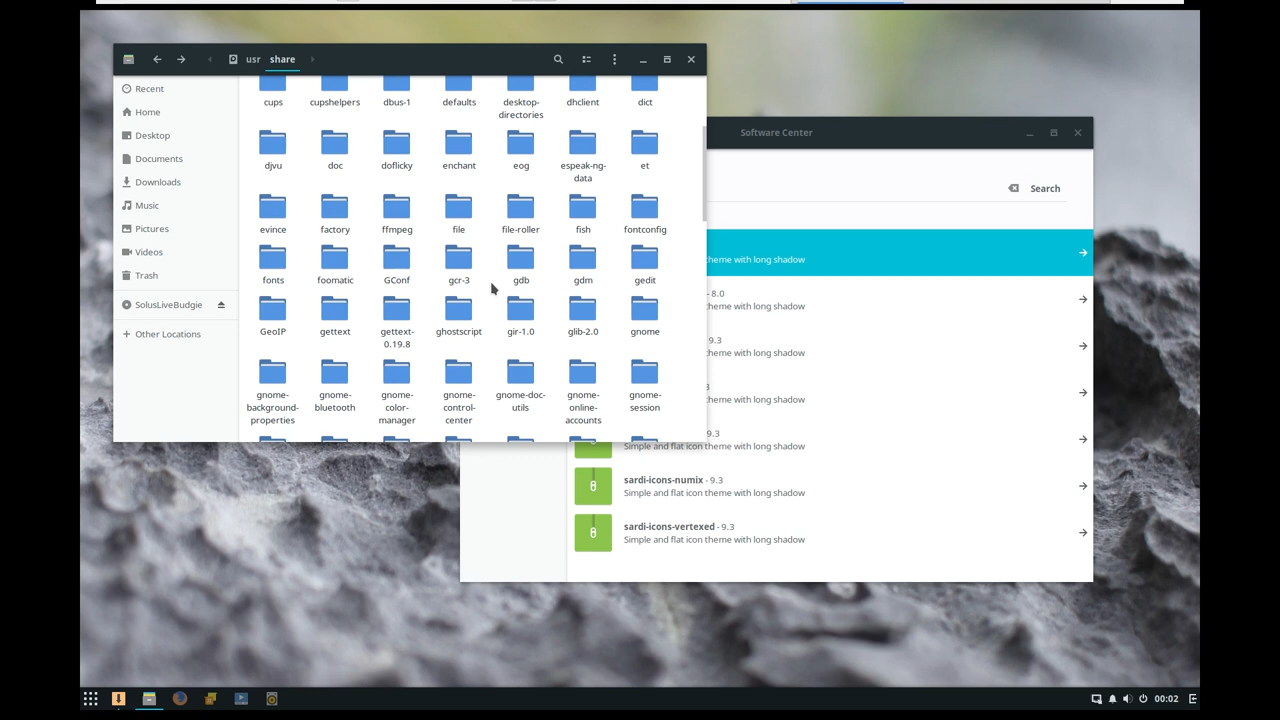 usr share
Recent
Home
Desktop
Documents
Downloads
Music
Pictures
Videos
Trash
SolusLiveBudgie
Other Locations
cups cupshelpers dbus-1 defaults desktop- dhclient dict
directories
djvu doc doflicky enchant eog espeak-ng- et
data
evince factory ffmpeg file file-roller fish fontconfig
fonts foomatic GConf gcr-3 gdb gdm gedit
GeoIP gettext gettext- ghostscript gir-1.0 glib-2.0 gnome
0.19.8
gnome- gnome- gnome- gnome- gnome-doc- gnome- gnome-
background- bluetooth color- control- utils online- session
properties manager center accounts
Software Center
Search
theme with long shadow
- 8.0
theme with long shadow
9.3
theme with long shadow
theme with long shadow
9.3
Simple and flat icon theme with long shadow
sardi-icons-numix - 9.3
Simple and flat icon theme with long shadow
sardi-icons-vertexed - 9.3
Simple and flat icon theme with long shadow
00:02